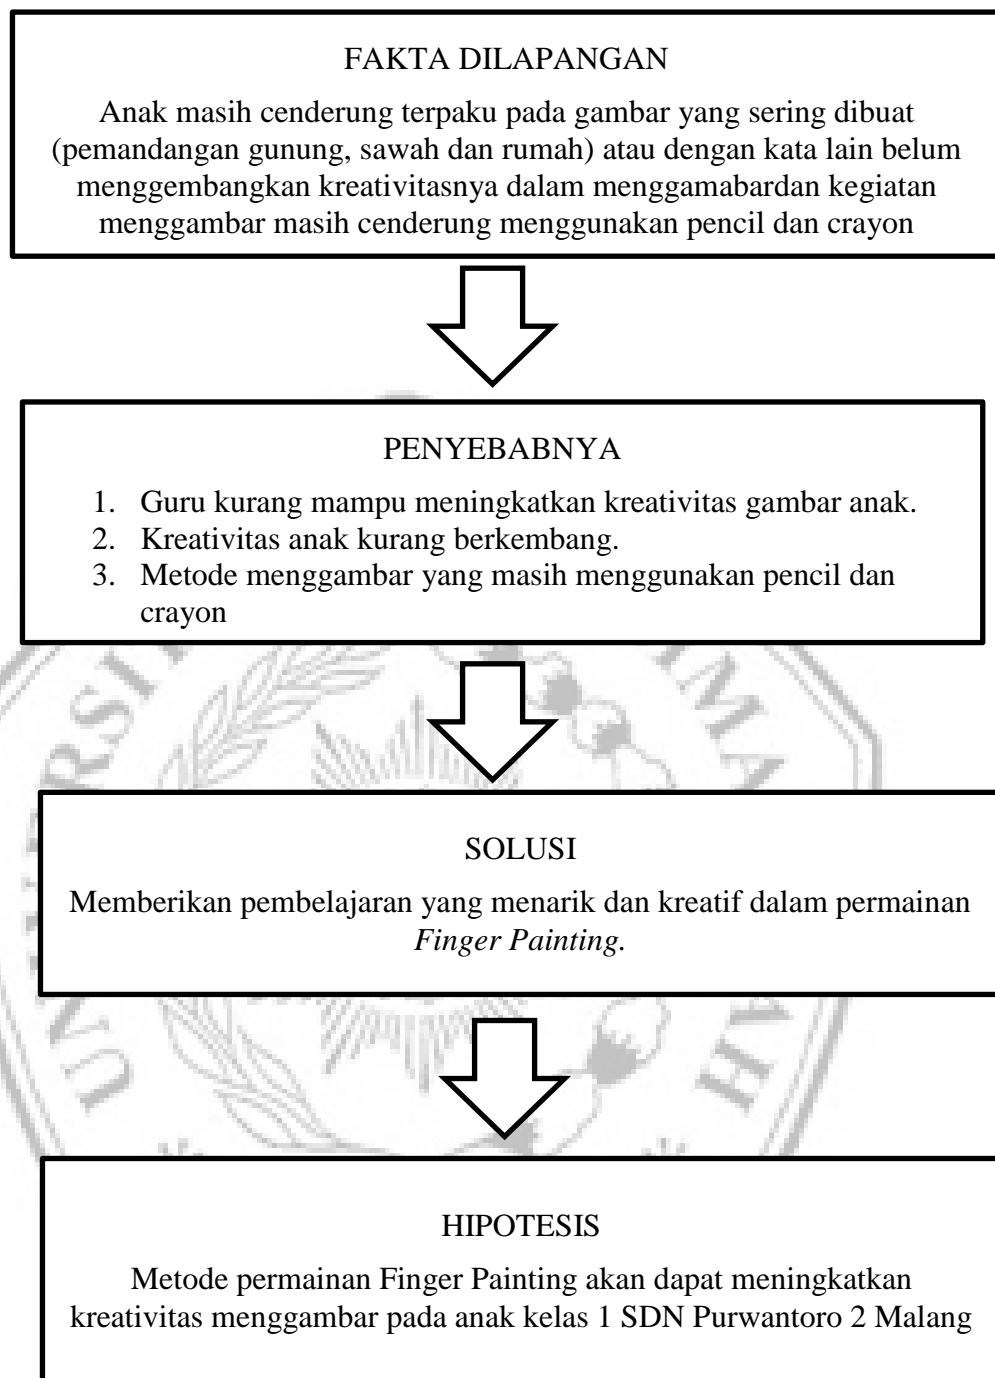 FAKTA DILAPANGAN
Anak masih cenderung terpaku pada gambar yang sering dibuat
(pemandangan gunung, sawah dan rumah) atau dengan kata lain belum
menggembangkan kreativitasnya dalam menggamabardan kegiatan
menggambar masih cenderung menggunakan pencil dan crayon
PENYEBABNYA
1. Guru kurang mampu meningkatkan kreativitas gambar anak.
2. Kreativitas anak kurang berkembang.
3. Metode menggambar yang masih menggunakan pencil dan
crayon
SOLUSI
Memberikan pembelajaran yang menarik dan kreatif dalam permainan
Finger Painting.
HIPOTESIS
Metode permainan Finger Painting akan dapat meningkatkan
kreativitas menggambar pada anak kelas 1 SDN Purwantoro 2 Malang